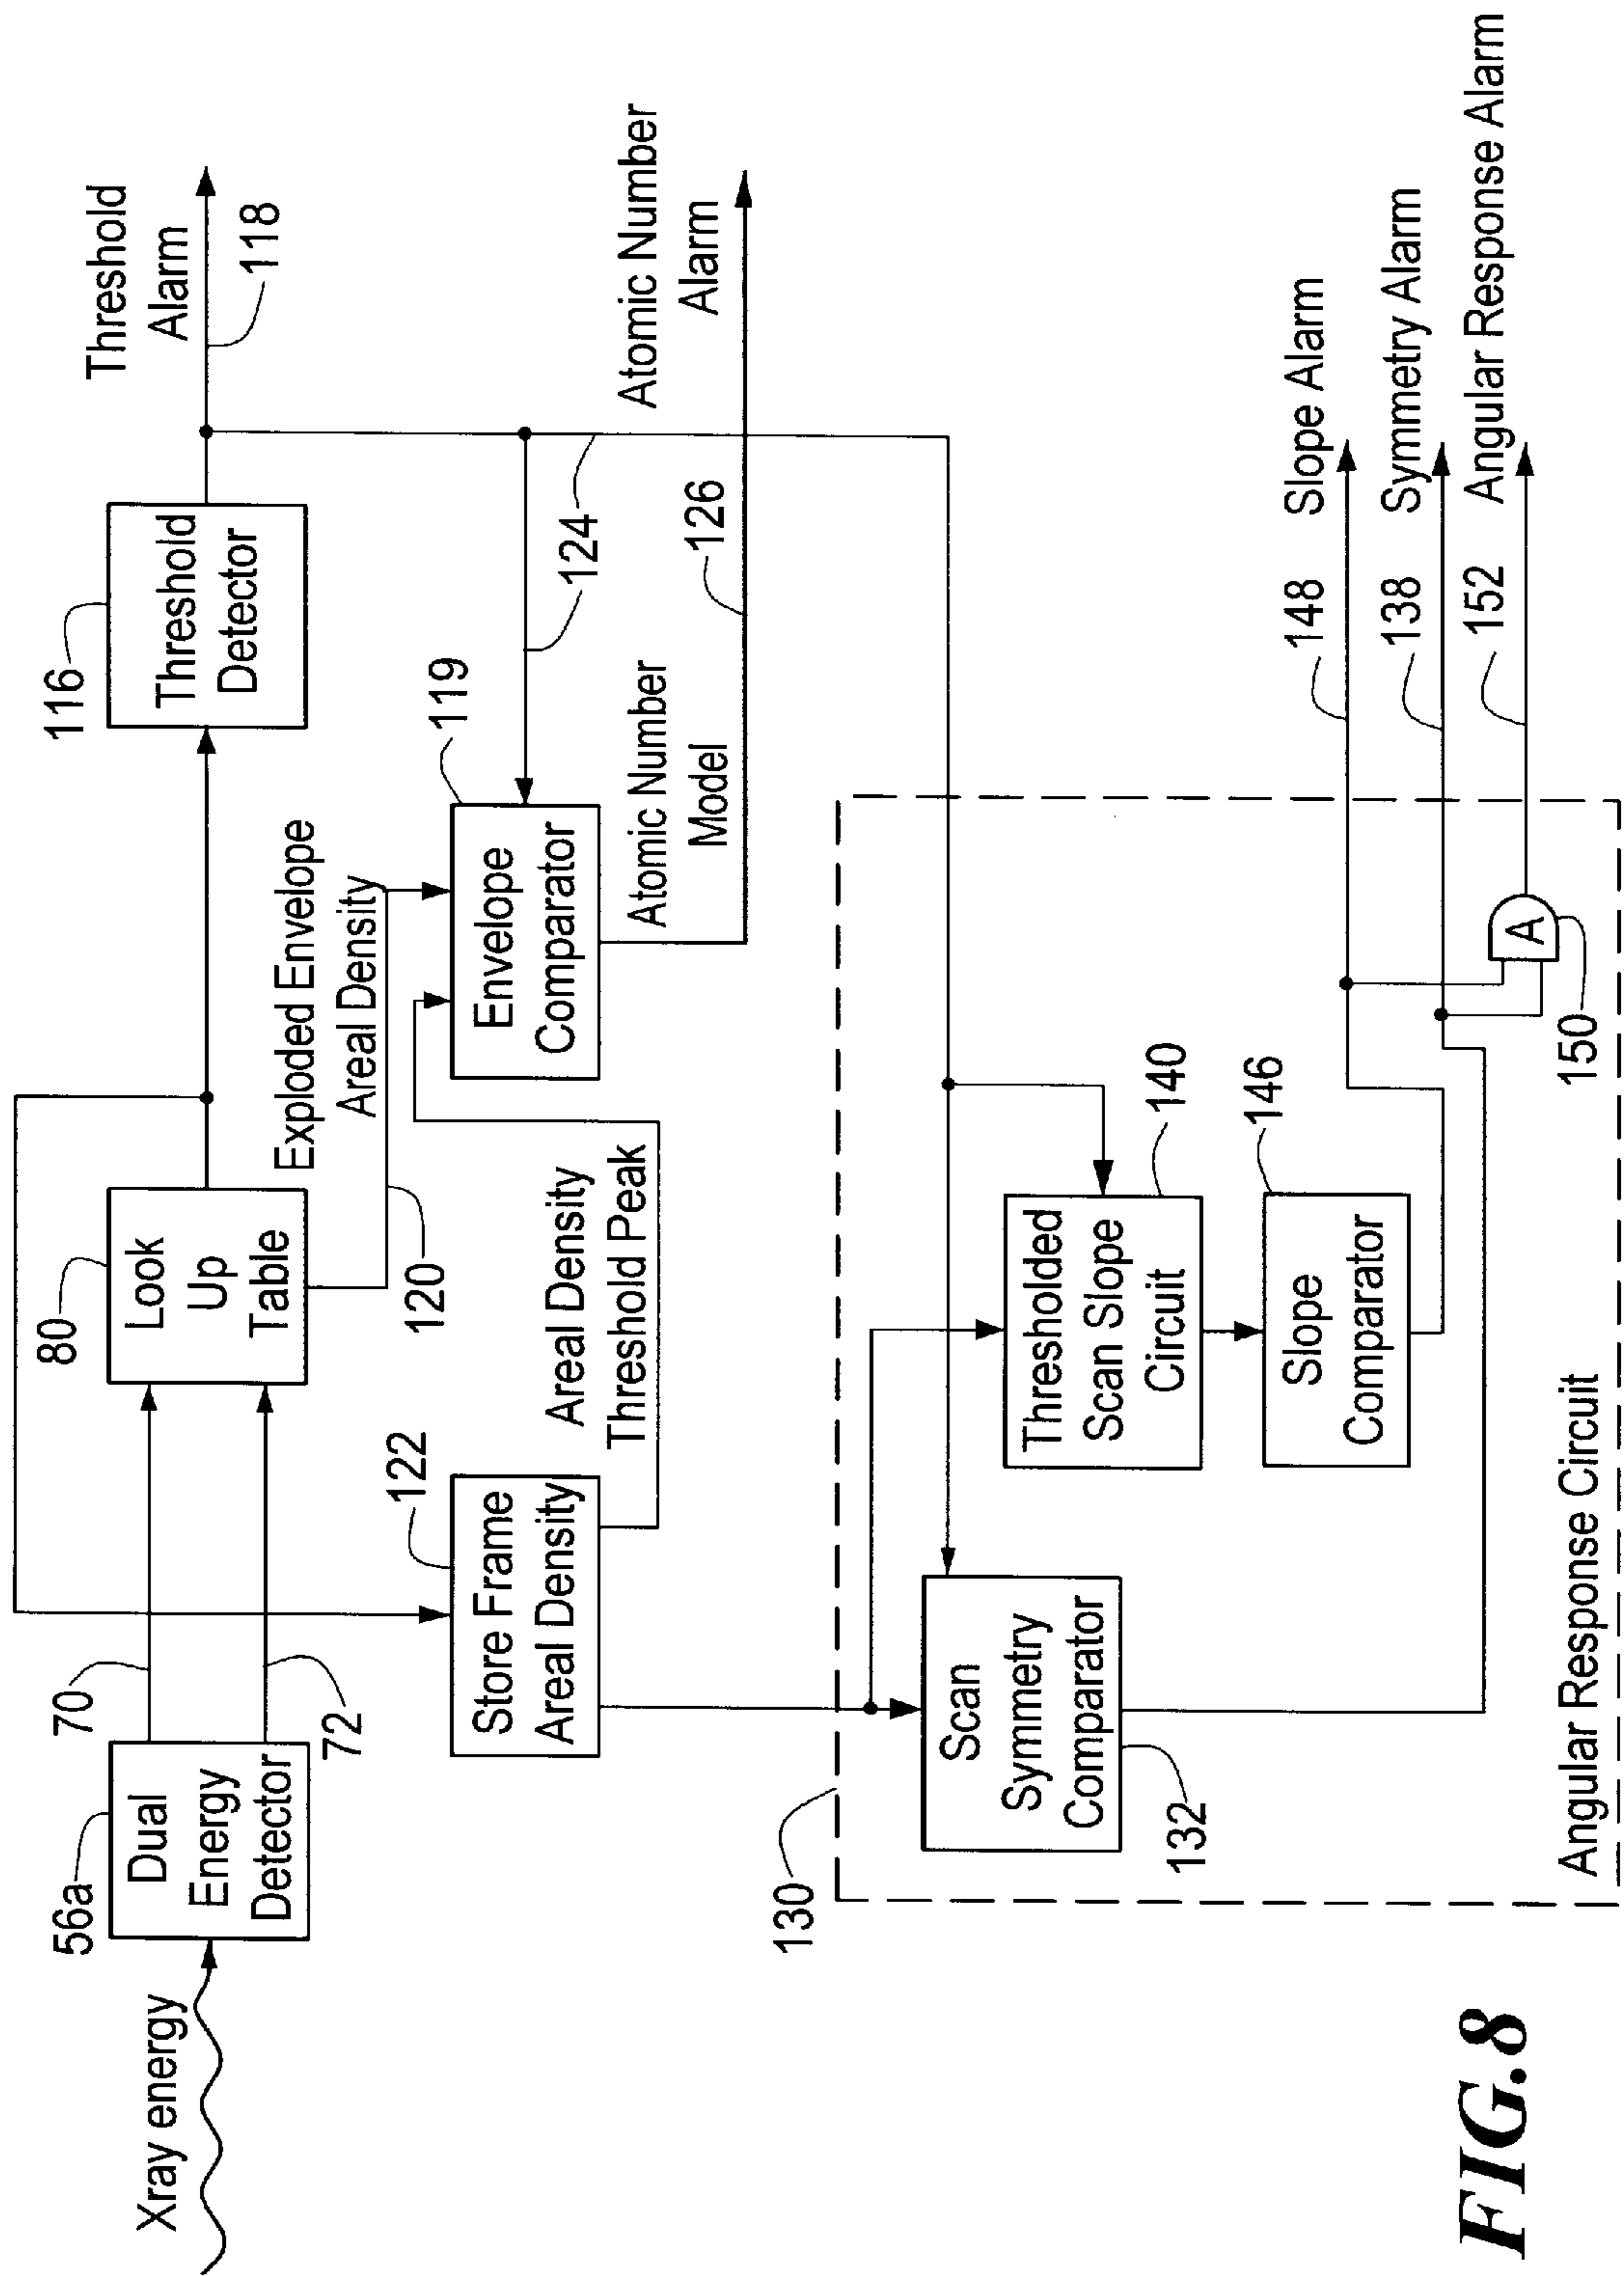 Xray energy
56a
Dual
Energy
Detector
70
72
80
Look
Up
Table
116
Threshold
Detector
Threshold
Alarm
118
Exploded Envelope
Areal Density
120
122
Store Frame
Areal Density
Areal Density
Threshold Peak
119
Envelope
Comparator
124
Atomic Number
Model
126
Atomic Number
Alarm
130
Scan
Symmetry
Comparator
132
Thresholded
Scan Slope
Circuit
140
146
Slope
Comparator
A
150
148
Slope Alarm
138
Symmetry Alarm
152
Angular Response Alarm
Angular Response Circuit
FIG.8